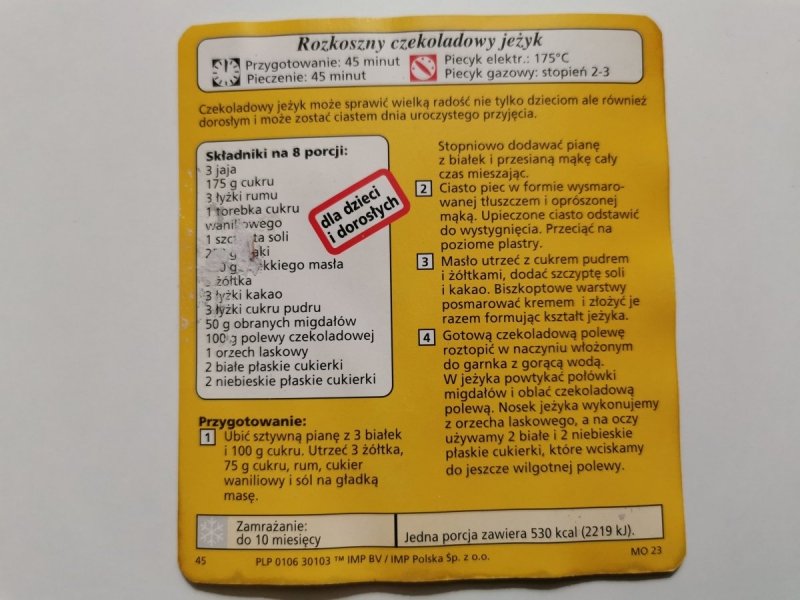 Rozkoszny czekoladowy jeżyk
Przygotowanie: 45 minut
Pieczenie: 45 minut
Piecyk elektr.: 175°C
Piecyk gazowy: stopień 2-3
Czekoladowy jeżyk może sprawić wielką radość nie tylko dzieciom ale również
dorosłym i może zostać ciastem dnia uroczystego przyjęcia.
Składniki na 8 porcji:
3 jaja
175 g cukru
3 łyżki rumu
1 torebka cukru
waniliowego
1 soli
g
masła
żółtka
3 łyżki kakao
3 łyżki cukru pudru
50 g obranych migdałów
100 g polewy czekoladowej
1 orzech laskowy
2 białe płaskie cukierki
2 niebieskie płaskie cukierki
dla dzieci
i dorosłych
Przygotowanie:
1 Ubić sztywną pianę z 3 białek
i 100 g cukru. Utrzeć 3 żółtka,
75 g cukru, rum, cukier
waniliowy i sól na gładką
masę.
Stopniowo dodawać pianę
z białek i przesianą mąkę cały
czas mieszając.
2 Ciasto piec w formie wysmaro-
wanej tłuszczem i oprószonej
mąką. Upieczone ciasto odstawić
do wystygnięcia. Przeciąć na
poziome plastry.
3 Masło utrzeć z cukrem pudrem
i żółtkami, dodać szczyptę soli
i kakao. Biszkoptowe warstwy
posmarować kremem i złożyć je
razem formując kształt jeżyka.
4 Gotową czekoladową polewę
roztopić w naczyniu włożonym
do garnka z gorącą wodą.
W jeżyka powtykać połówki
migdałów i oblać czekoladową
polewą. Nosek jeżyka wykonujemy
z orzecha laskowego, a na oczy
używamy 2 białe i 2 niebieskie
płaskie cukierki, które wciskamy
do jeszcze wilgotnej polewy.
Zamrażanie:
do 10 miesięcy
Jedna porcja zawiera 530 kcal (2219 kJ).
45
PLP 0106 30103 ™ IMP BV / IMP Polska Sp. z o.o.
MO 23